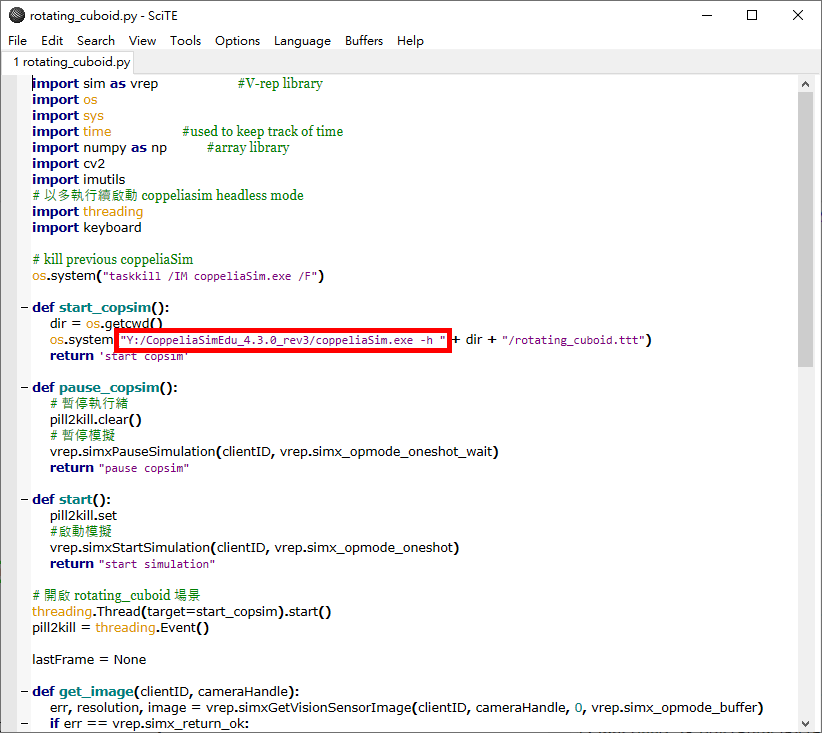 rotating_cuboid.py - SciTE
File Edit Search View Tools Options Language Buffers Help
1 rotating_cuboid.py
import sim as vrep #V-rep library
import os
import sys
import time #used to keep track of time
import numpy as np #array library
import cv2
import imutils
# 以多執行續啟動 coppeliasim headless mode
import threading
import keyboard
# kill previous coppeliaSim
os.system("taskkill /IM coppeliaSim.exe /F")
def start_copsim():
dir = os.getcwd()
os.system "Y:/CoppeliaSimEdu_4.3.0_rev3/coppeliaSim.exe -h " + dir + "/rotating_cuboid.ttt")
return 'start copsim'
def pause_copsim():
# 暫停執行緒
pill2kill.clear()
# 暫停模擬
vrep.simxPauseSimulation(clientID, vrep.simx_opmode_oneshot_wait)
return "pause copsim"
def start():
pill2kill.set
#啟動模擬
vrep.simxStartSimulation(clientID, vrep.simx_opmode_oneshot)
return "start simulation"
# 開啟 rotating_cuboid 場景
threading.Thread(target=start_copsim).start()
pill2kill = threading.Event()
lastFrame = None
def get_image(clientID, cameraHandle):
err, resolution, image = vrep.simxGetVisionSensorImage(clientID, cameraHandle, 0, vrep.simx_opmode_buffer)
if err == vrep.simx_return_ok: